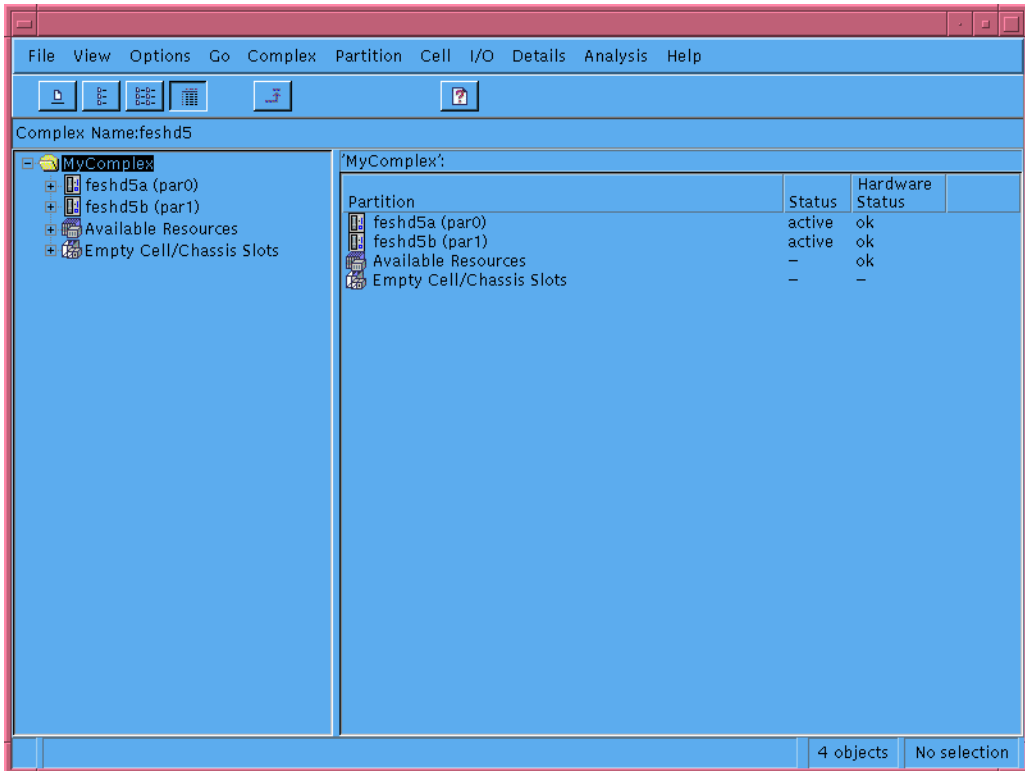 File View Options Go Complex Partition Cell I/O Details Analysis Help
Complex Name:feshd5
MyComplex
feshd5a (par0)
feshd5b (par1)
Available Resources
Empty Cell/Chassis Slots
'MyComplex':
Partition Status Hardware Status
feshd5a (par0) active ok
feshd5b (par1) active ok
Available Resources – ok
Empty Cell/Chassis Slots – –
4 objects No selection